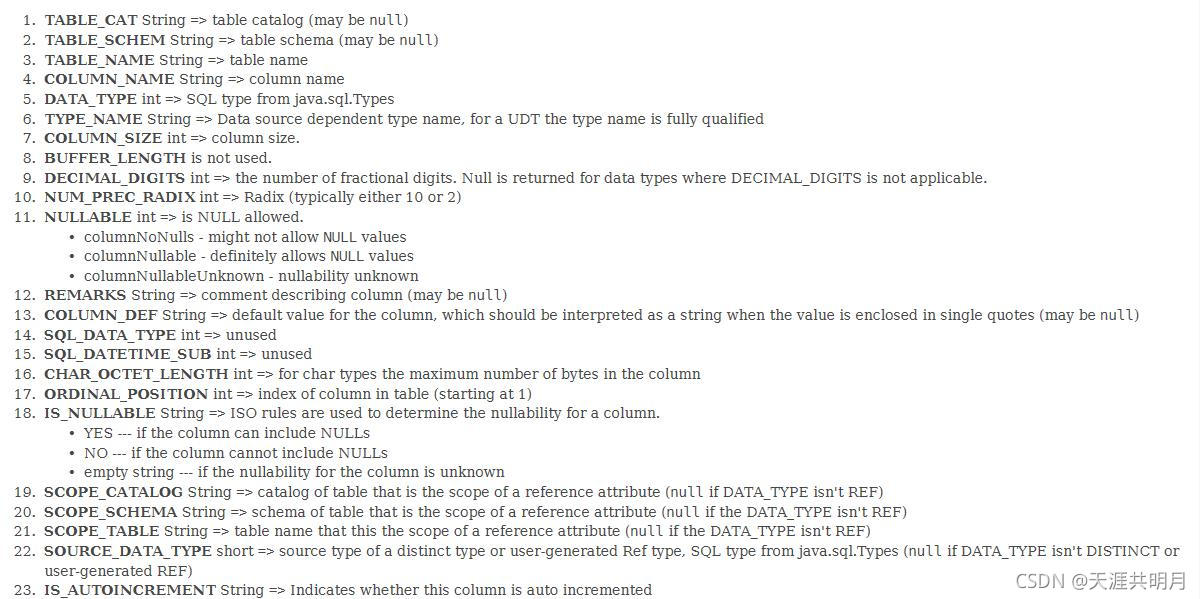 1. TABLE_CAT String => table catalog (may be null)
2. TABLE_SCHEM String => table schema (may be null)
3. TABLE_NAME String => table name
4. COLUMN_NAME String => column name
5. DATA_TYPE int => SQL type from java.sql.Types
6. TYPE_NAME String => Data source dependent type name, for a UDT the type name is fully qualified
7. COLUMN_SIZE int => column size.
8. BUFFER_LENGTH is not used.
9. DECIMAL_DIGITS int => the number of fractional digits. Null is returned for data types where DECIMAL_DIGITS is not applicable.
10. NUM_PREC_RADIX int => Radix (typically either 10 or 2)
11. NULLABLE int => is NULL allowed.
• columnNoNulls - might not allow NULL values
• columnNullable - definitely allows NULL values
• columnNullableUnknown - nullability unknown
12. REMARKS String => comment describing column (may be null)
13. COLUMN_DEF String => default value for the column, which should be interpreted as a string when the value is enclosed in single quotes (may be null)
14. SQL_DATA_TYPE int => unused
15. SQL_DATETIME_SUB int => unused
16. CHAR_OCTET_LENGTH int => for char types the maximum number of bytes in the column
17. ORDINAL_POSITION int => index of column in table (starting at 1)
18. IS_NULLABLE String => ISO rules are used to determine the nullability for a column.
• YES --- if the column can include NULLs
• NO --- if the column cannot include NULLs
• empty string --- if the nullability for the column is unknown
19. SCOPE_CATALOG String => catalog of table that is the scope of a reference attribute (null if DATA_TYPE isn't REF)
20. SCOPE_SCHEMA String => schema of table that is the scope of a reference attribute (null if the DATA_TYPE isn't REF)
21. SCOPE_TABLE String => table name that this the scope of a reference attribute (null if the DATA_TYPE isn't REF)
22. SOURCE_DATA_TYPE short => source type of a distinct type or user-generated Ref type, SQL type from java.sql.Types (null if DATA_TYPE isn't DISTINCT or
user-generated REF)
23. IS_AUTOINCREMENT String => Indicates whether this column is auto incremented
CSDN @天涯共明月